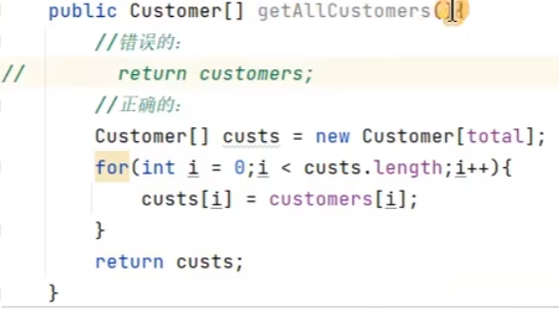 public Customer[] getAllCustomers(){
//错误的:
// return customers;
//正确的:
Customer[] custs = new Customer[total];
for(int i = 0;i < custs.length;i++){
custs[i] = customers[i];
}
return custs;
}